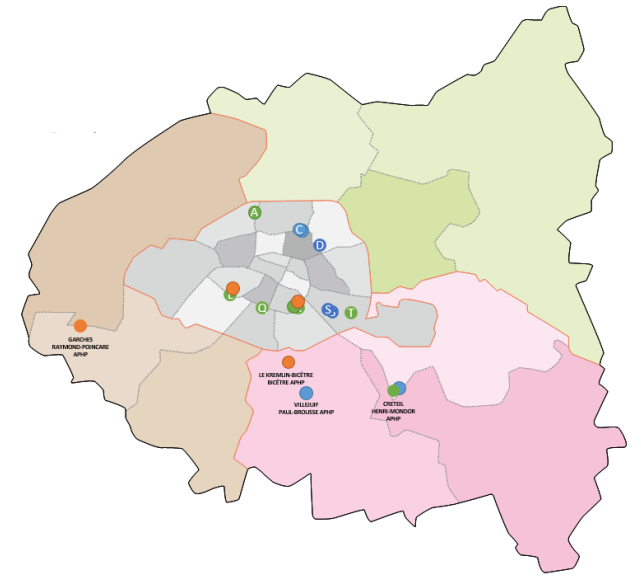 A
C
D
Q
S
T
GARCHES
RAYMOND-POINCARE
APHP
LE KREMLIN-BICÊTRE
BICÊTRE APHP
VILLEJUIF
PAUL-BROUSSE APHP
CRETEIL
HENRI-MONDOR
APHP